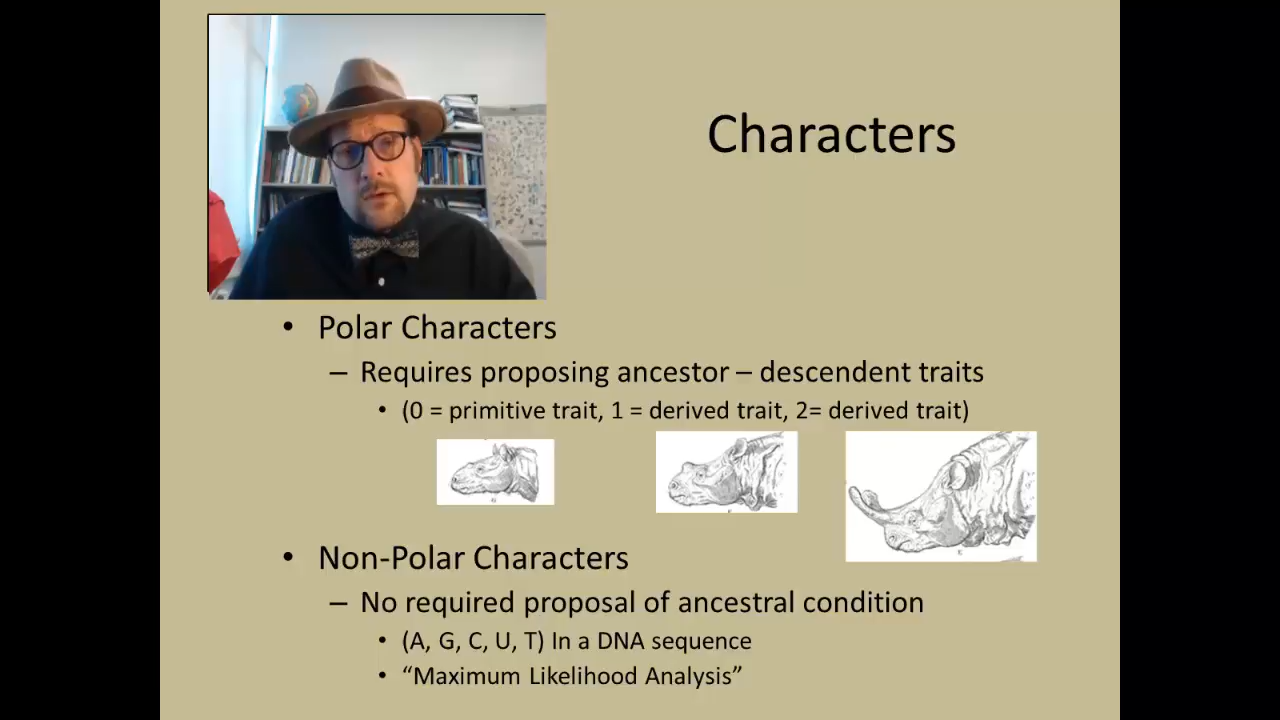 Characters
• Polar Characters
– Requires proposing ancestor – descendent traits
• (0 = primitive trait, 1 = derived trait, 2= derived trait)
• Non-Polar Characters
– No required proposal of ancestral condition
• (A, G, C, U, T) In a DNA sequence
• “Maximum Likelihood Analysis”